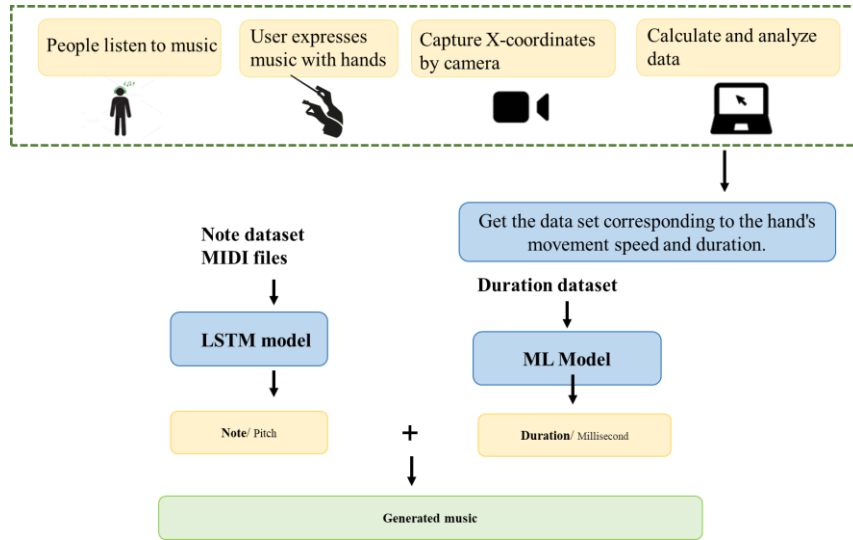 People listen to music
User expresses
music with hands
Capture X-coordinates
by camera
Calculate and analyze
data
Get the data set corresponding to the hand's
movement speed and duration.
Note dataset
MIDI files
Duration dataset
LSTM model
ML Model
Note/ Pitch
+
Duration/ Millisecond
Generated music